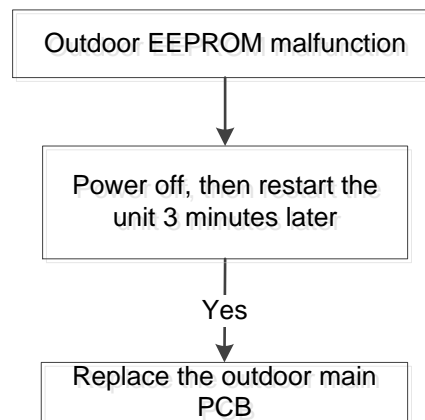 Outdoor EEPROM malfunction
Power off, then restart the
unit 3 minutes later
Yes
Replace the outdoor main
PCB